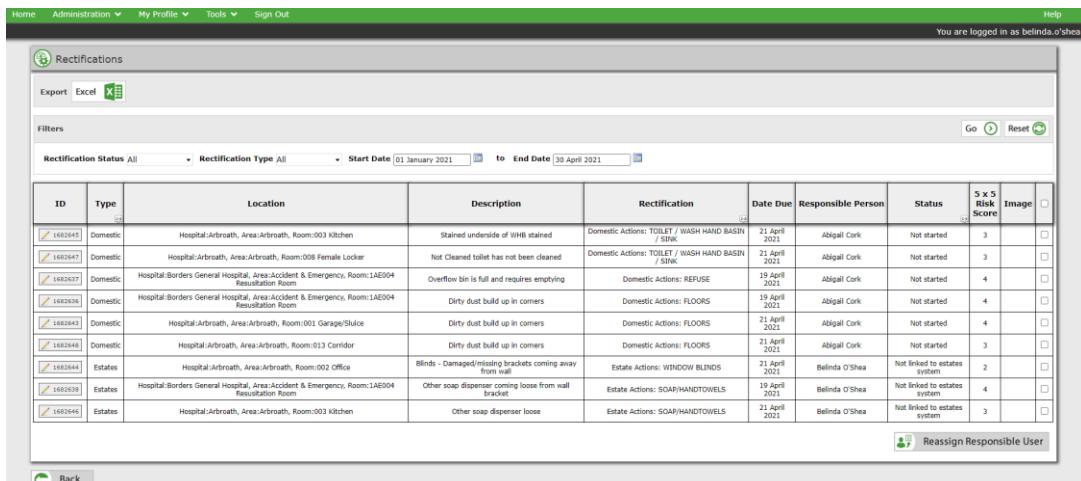 Home Administration My Profile Tools Sign Out Help
You are logged in as belinda.o'shea
Rectifications
Export Excel
Filters Go Reset
Rectification Status All Rectification Type All Start Date 01 January 2021 to End Date 30 April 2021
ID Type Location Description Rectification Date Due Responsible Person Status 5 x 5 Risk Score Image
1682645 Domestic Hospital:Arbroath, Area:Arbroath, Room:003 Kitchen Stained underside of WHB stained Domestic Actions: TOILET / WASH HAND BASIN / SINK 21 April 2021 Abigail Cork Not started 3
1682647 Domestic Hospital:Arbroath, Area:Arbroath, Room:008 Female Locker Not Cleaned toilet has not been cleaned Domestic Actions: TOILET / WASH HAND BASIN / SINK 21 April 2021 Abigail Cork Not started 3
1682637 Domestic Hospital:Borders General Hospital, Area:Accident & Emergency, Room:1AE004 Resusitation Room Overflow bin is full and requires emptying Domestic Actions: REFUSE 19 April 2021 Abigail Cork Not started 4
1682636 Domestic Hospital:Borders General Hospital, Area:Accident & Emergency, Room:1AE004 Resusitation Room Dirty dust build up in corners Domestic Actions: FLOORS 19 April 2021 Abigail Cork Not started 4
1682643 Domestic Hospital:Arbroath, Area:Arbroath, Room:001 Garage/Sluice Dirty dust build up in corners Domestic Actions: FLOORS 21 April 2021 Abigail Cork Not started 4
1682648 Domestic Hospital:Arbroath, Area:Arbroath, Room:013 Corridor Dirty dust build up in corners Domestic Actions: FLOORS 21 April 2021 Abigail Cork Not started 3
1682644 Estates Hospital:Arbroath, Area:Arbroath, Room:002 Office Blinds - Damaged/missing brackets coming away from wall Estate Actions: WINDOW BLINDS 21 April 2021 Belinda O'Shea Not linked to estates system 2
1682638 Estates Hospital:Borders General Hospital, Area:Accident & Emergency, Room:1AE004 Resusitation Room Other soap dispenser coming loose from wall bracket Estate Actions: SOAP/HANDTOWELS 19 April 2021 Belinda O'Shea Not linked to estates system 4
1682646 Estates Hospital:Arbroath, Area:Arbroath, Room:003 Kitchen Other soap dispenser loose Estate Actions: SOAP/HANDTOWELS 21 April 2021 Belinda O'Shea Not linked to estates system 3
Reassign Responsible User
Back